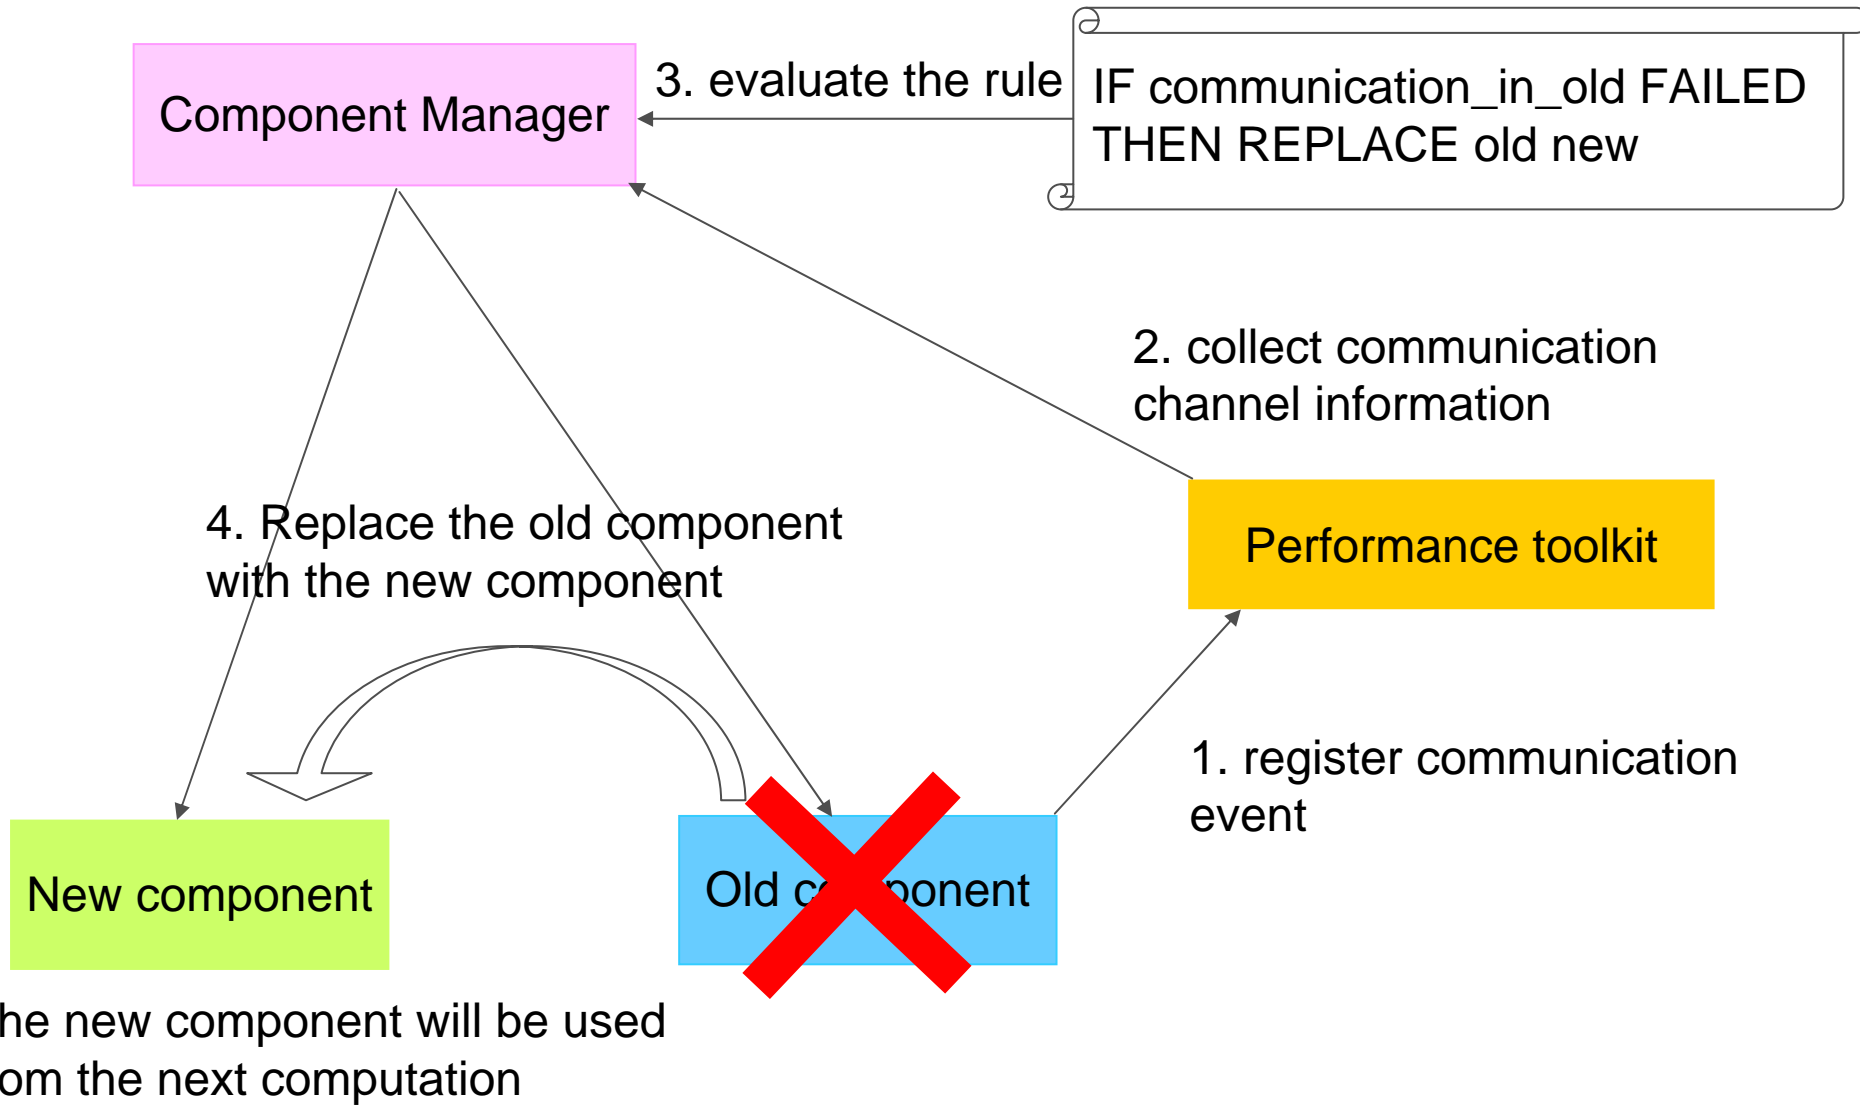 Component Manager
3. evaluate the rule
IF communication_in_old FAILED
THEN REPLACE old new
2. collect communication
channel information
4. Replace the old component
with the new component
Performance toolkit
1. register communication
event
New component
Old component
he new component will be used
om the next computation